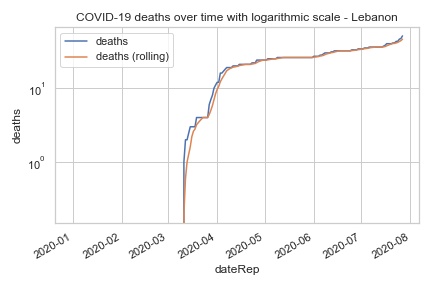 COVID-19 deaths over time with logarithmic scale - Lebanon
deaths
deaths (rolling)
10¹
10⁰
deaths
2020-01
2020-02
2020-03
2020-04
2020-05
2020-06
2020-07
2020-08
dateRep